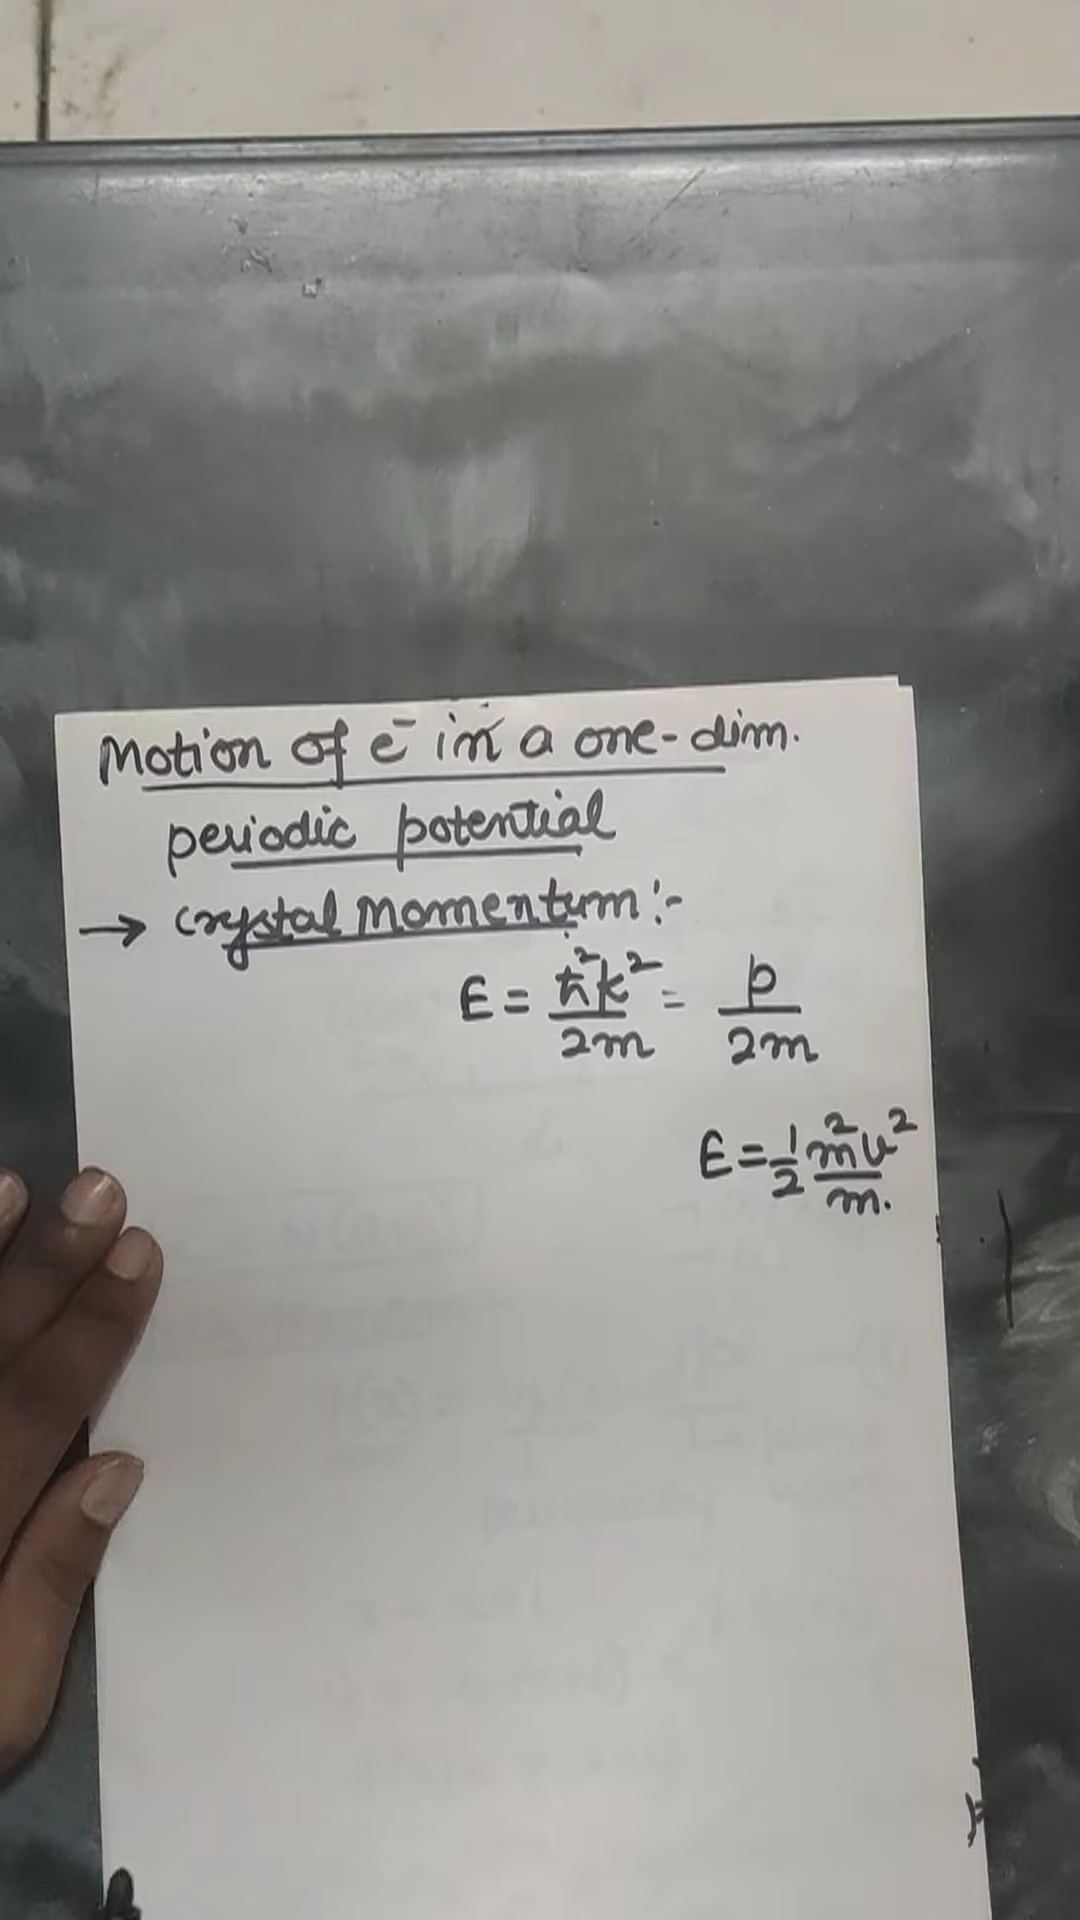 Motion of e⁻ in a one-dim.
periodic potential
→ crystal momentum :-
E = ħ²k²/2m = p/2m
E = 1/2 m²v²/m.